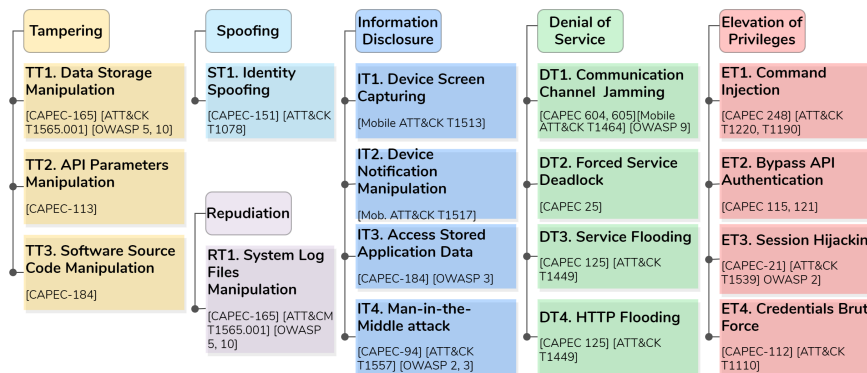 Tampering
TT1. Data Storage
Manipulation
[CAPEC-165] [ATT&CK
T1565.001] [OWASP 5, 10]
TT2. API Parameters
Manipulation
[CAPEC-113]
TT3. Software Source
Code Manipulation
[CAPEC-184]
Spoofing
ST1. Identity
Spoofing
[CAPEC-151] [ATT&CK
T1078]
Repudiation
RT1. System Log
Files
Manipulation
[CAPEC-165] [ATT&CM
T1565.001] [OWASP
5, 10]
Information
Disclosure
IT1. Device Screen
Capturing
[Mobile ATT&CK T1513]
IT2. Device
Notification
Manipulation
[Mob. ATT&CK T1517]
IT3. Access Stored
Application Data
[CAPEC-184] [OWASP 3]
IT4. Man-in-the-
Middle attack
[CAPEC-94] [ATT&CK
T1557] [OWASP 2, 3]
Denial of
Service
DT1. Communication
Channel Jamming
[CAPEC 604, 605][Mobile
ATT&CK T1464] [OWASP 9]
DT2. Forced Service
Deadlock
[CAPEC 25]
DT3. Service Flooding
[CAPEC 125] [ATT&CK
T1449]
DT4. HTTP Flooding
[CAPEC 125] [ATT&CK
T1449]
Elevation of
Privileges
ET1. Command
Injection
[CAPEC 248] [ATT&CK
T1220, T1190]
ET2. Bypass API
Authentication
[CAPEC 115, 121]
ET3. Session Hijackin
[CAPEC-21] [ATT&CK
T1539] OWASP 2]
ET4. Credentials Brut
Force
[CAPEC-112] [ATT&CK
T1110]